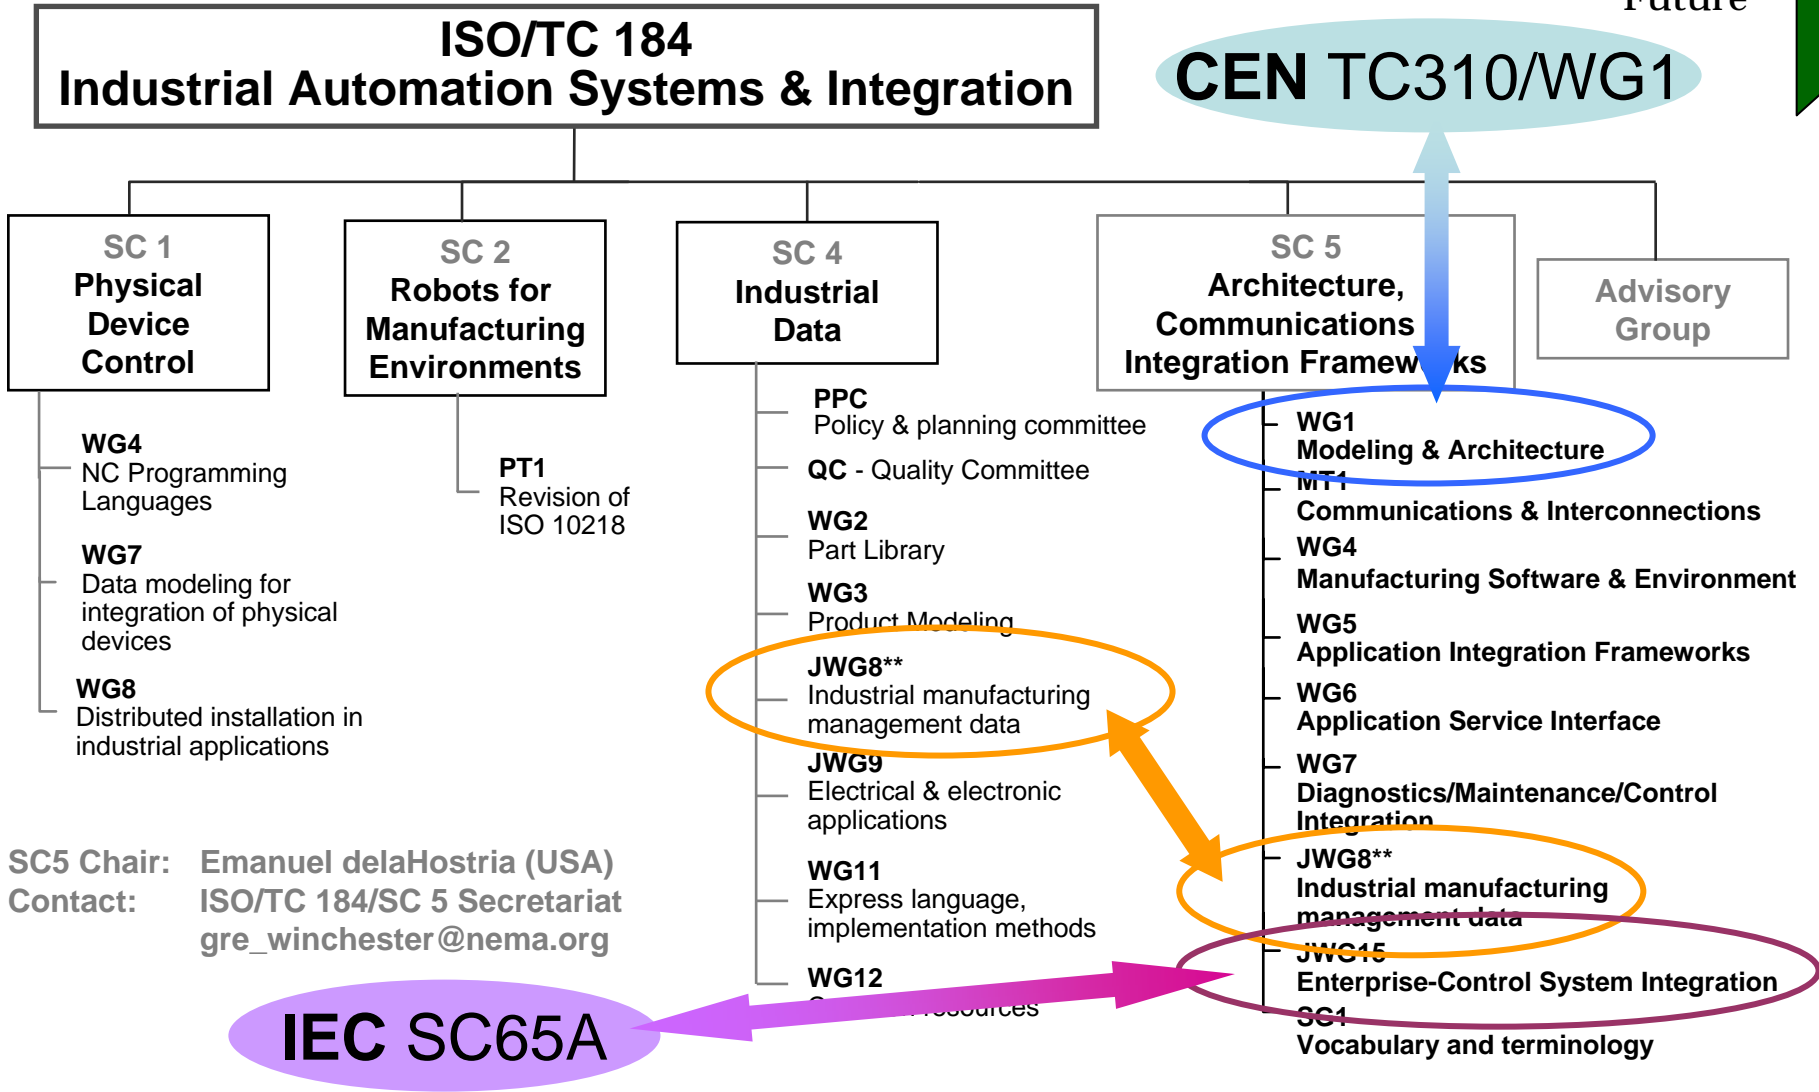 Future
ISO/TC 184
Industrial Automation Systems & Integration
CEN TC310/WG1
SC 1
Physical
Device
Control
SC 2
Robots for
Manufacturing
Environments
SC 4
Industrial
Data
SC 5
Architecture,
Communications
Integration Frameworks
Advisory
Group
WG4
NC Programming
Languages
WG7
Data modeling for
integration of physical
devices
WG8
Distributed installation in
industrial applications
PT1
Revision of
ISO 10218
PPC
Policy & planning committee
QC - Quality Committee
WG2
Part Library
WG3
Product Modeling
JWG8**
Industrial manufacturing
management data
JWG9
Electrical & electronic
applications
WG11
Express language,
implementation methods
WG12
resources
WG1
Modeling & Architecture
MT1
Communications & Interconnections
WG4
Manufacturing Software & Environment
WG5
Application Integration Frameworks
WG6
Application Service Interface
WG7
Diagnostics/Maintenance/Control
Integration
JWG8**
Industrial manufacturing
management data
JWG15
Enterprise-Control System Integration
SG1
Vocabulary and terminology
SC5 Chair: Emanuel delaHostria (USA)
Contact: ISO/TC 184/SC 5 Secretariat
gre_winchester@nema.org
IEC SC65A